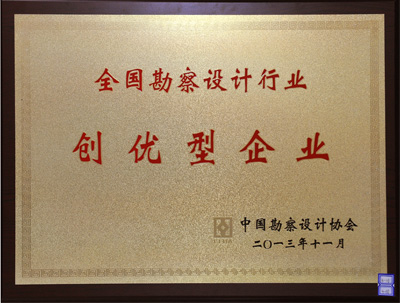 全国勘察设计行业
创优型企业
中国勘察设计协会
二〇一三年十一月